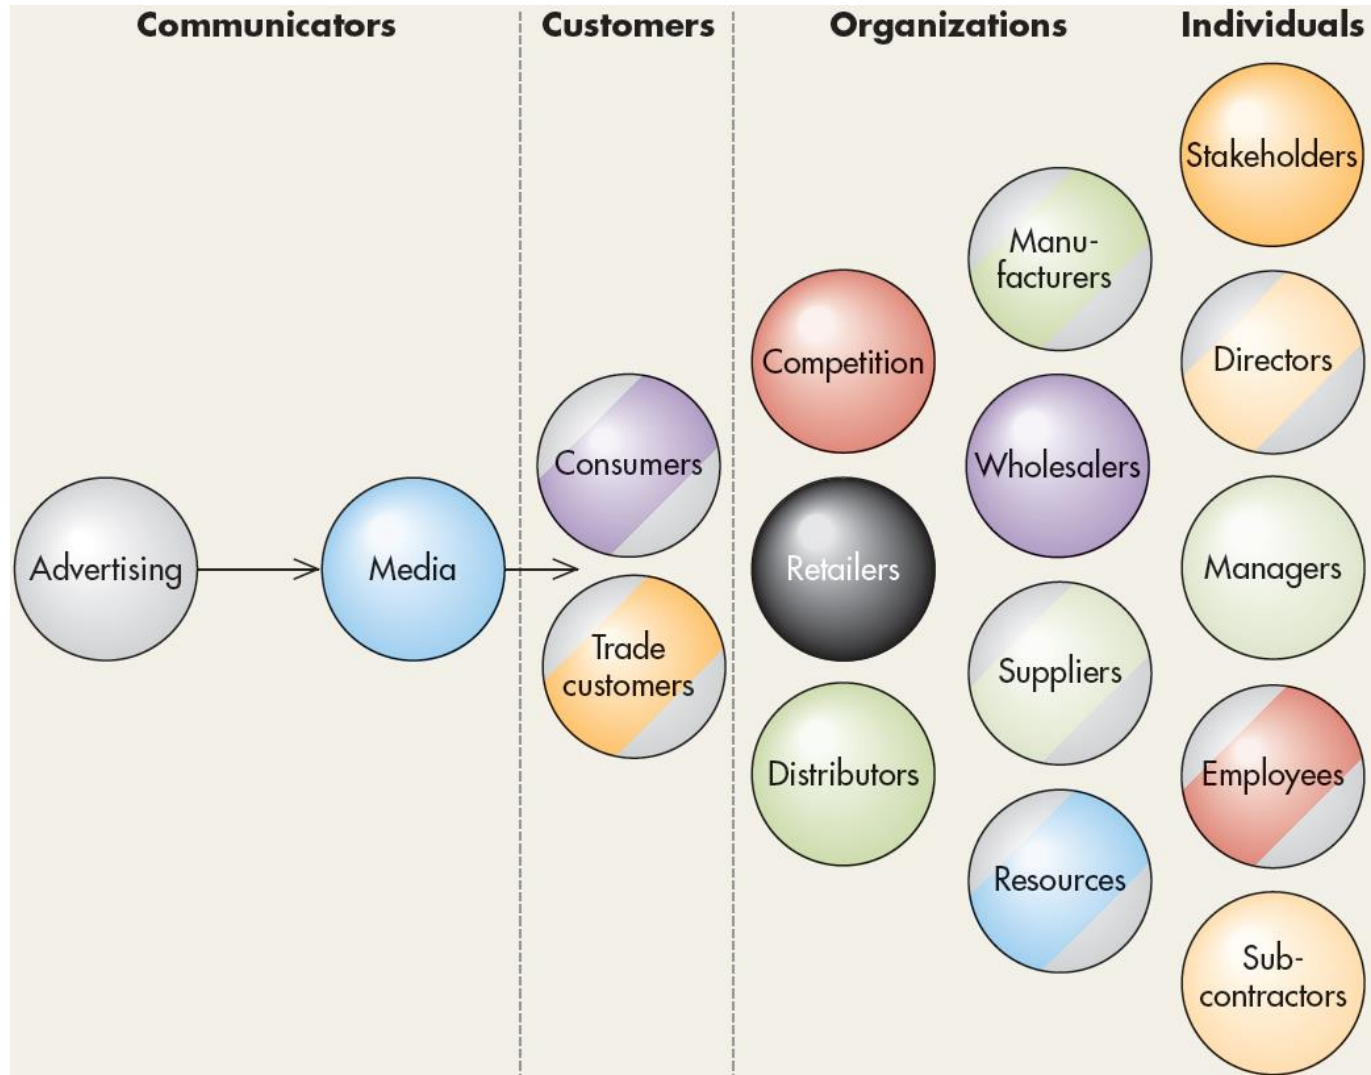 Communicators
Customers
Organizations
Individuals
Advertising
Media
Consumers
Trade
customers
Competition
Retailers
Distributors
Manu-
facturers
Wholesalers
Suppliers
Resources
Stakeholders
Directors
Managers
Employees
Sub-
contractors